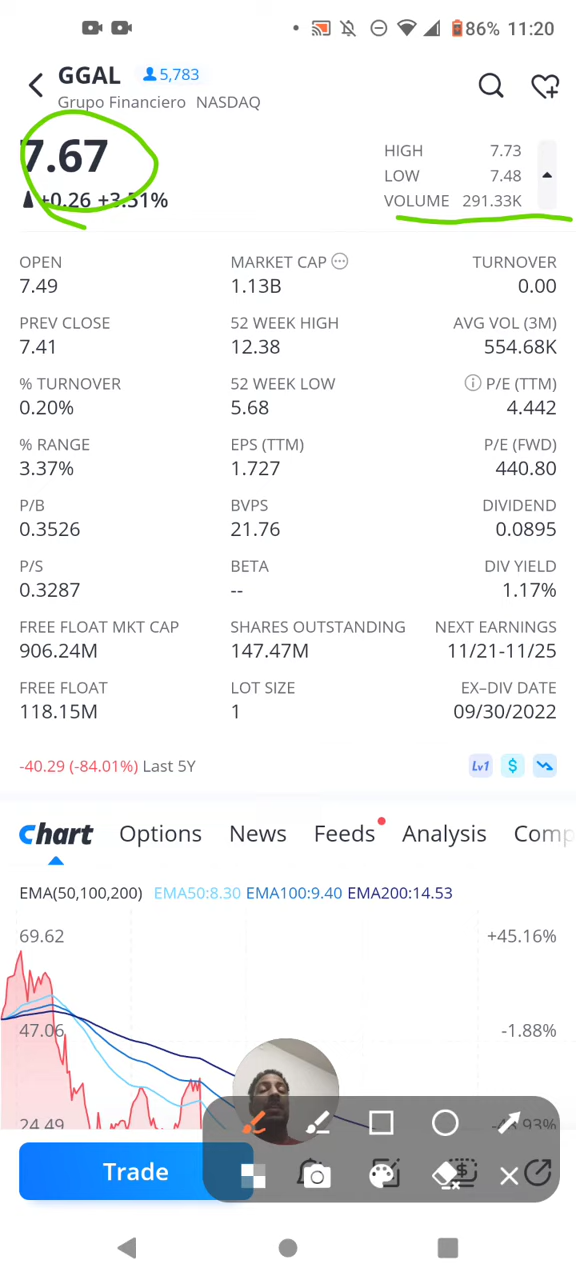 86% 11:20
GGAL 5,783
Grupo Financiero NASDAQ
7.67
+0.26 +3.51%
HIGH 7.73
LOW 7.48
VOLUME 291.33K
OPEN MARKET CAP TURNOVER
7.49 1.13B 0.00
PREV CLOSE 52 WEEK HIGH AVG VOL (3M)
7.41 12.38 554.68K
% TURNOVER 52 WEEK LOW P/E (TTM)
0.20% 5.68 4.442
% RANGE EPS (TTM) P/E (FWD)
3.37% 1.727 440.80
P/B BVPS DIVIDEND
0.3526 21.76 0.0895
P/S BETA DIV YIELD
0.3287 -- 1.17%
FREE FLOAT MKT CAP SHARES OUTSTANDING NEXT EARNINGS
906.24M 147.47M 11/21-11/25
FREE FLOAT LOT SIZE EX-DIV DATE
118.15M 1 09/30/2022
-40.29 (-84.01%) Last 5Y Lv1 $
Chart Options News Feeds Analysis Comp
EMA(50,100,200) EMA50:8.30 EMA100:9.40 EMA200:14.53
69.62 +45.16%
47.06 -1.88%
24.49
Trade